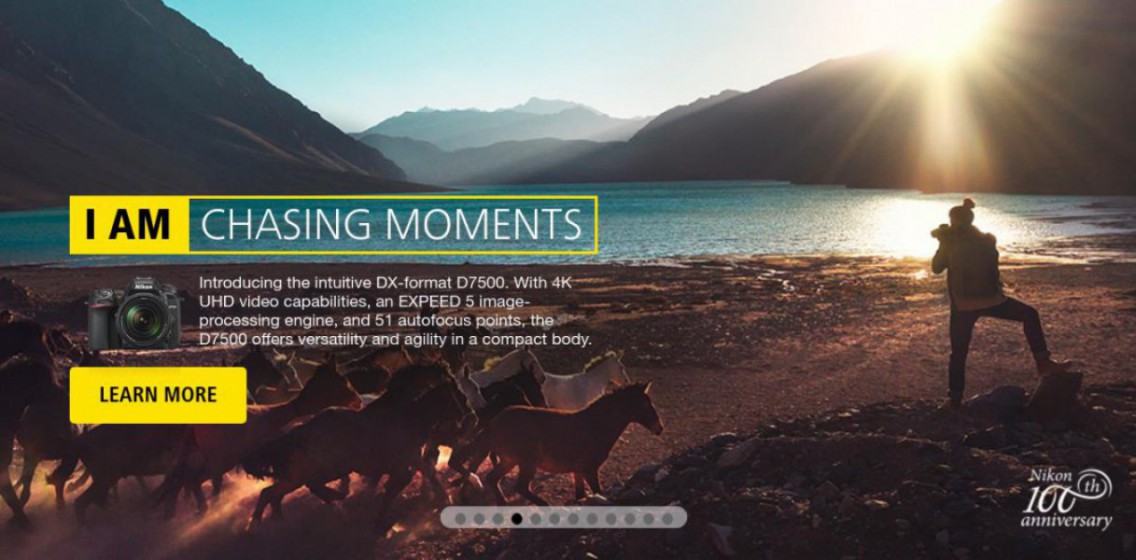 I AM CHASING MOMENTS
Nikon
Introducing the intuitive DX-format D7500. With 4K
UHD video capabilities, an EXPEED 5 image-
processing engine, and 51 autofocus points, the
D7500 offers versatility and agility in a compact body.
LEARN MORE
Nikon
100th
anniversary